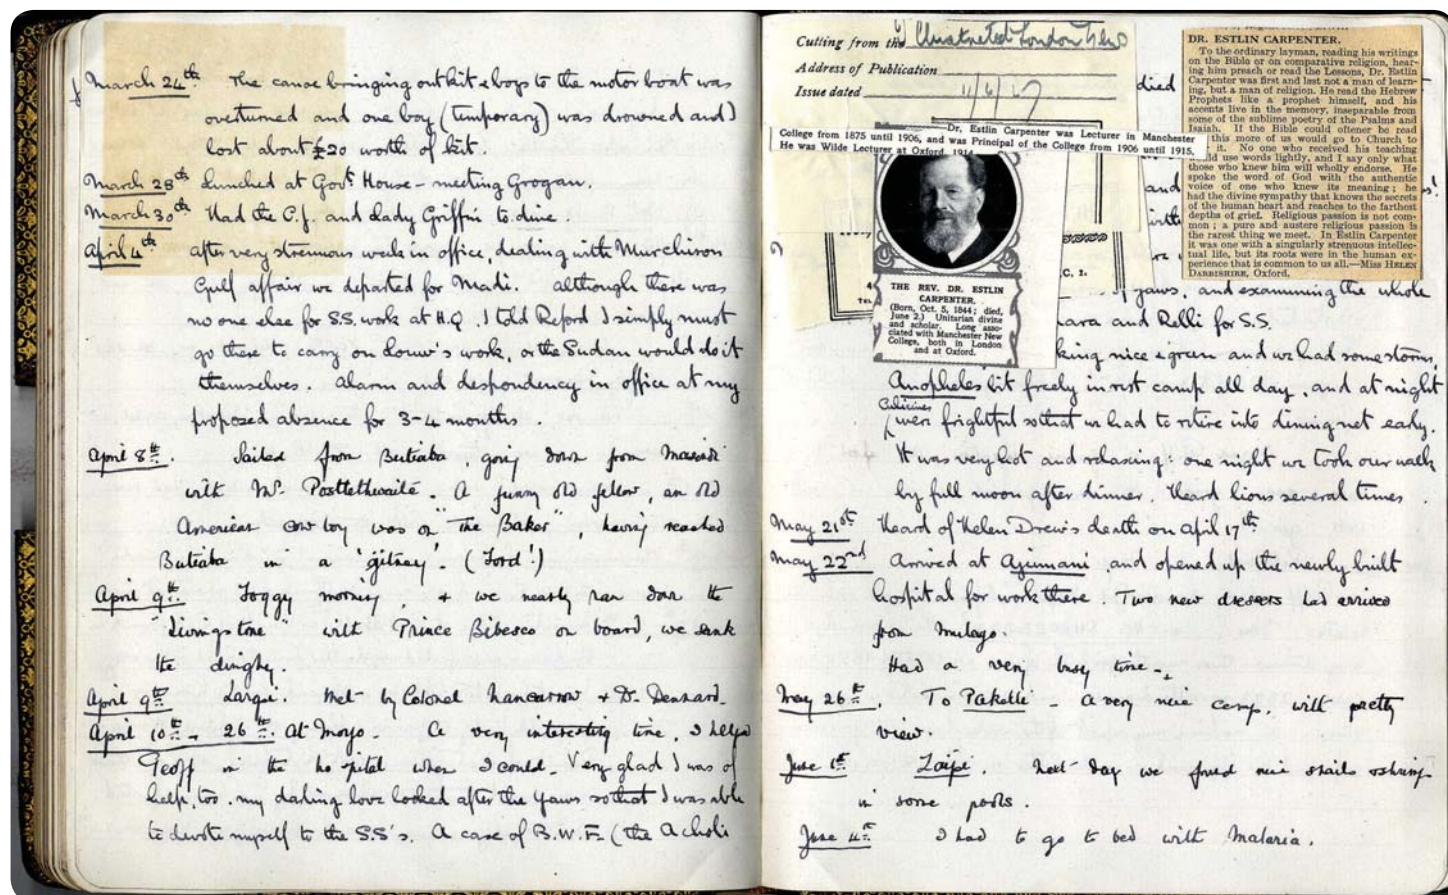 March 24th The canoe bringing out kit & boys to the motor boat was
overturned and one boy (temporary) was drowned and I
lost about £20 worth of kit.
March 28th Lunched at Govt. House – meeting Grogan.
March 30th Had the C.J. and Lady Griffin to dine.
April 4th after very strenuous week in office, dealing with Murchison
Gulf affair we departed for Madi. Although there was
no one else for S.S. work at H.Q. I told Reford I simply must
go there to carry on Louw's work, or the Sudan would do it
themselves. Alarm and despondency in office at my
proposed absence for 3-4 months.
April 8th. Sailed from Butiaba, going down from Masindi
with Mr. Postlethwaite. A funny old fellow, an old
American cow boy was on "The Baker", having reached
Butiaba in a 'gitney'. (Ford!)
April 9th. Foggy morning, & we nearly ran down the
"Livingstone" with Prince Bibesco on board, we sank
the dinghy.
April 9th Laropi. Met by Colonel Nancarrow & Dr. Dennard.
April 10th - 26th. At Moyo. A very interesting time, I helped
Geoff in the hospital when I could. Very glad I was of
help, too. my darling love looked after the yaws so that I was able
to devote myself to the S.S's. A case of B.W.F. (the Acholi
Cutting from the Illustrated London News
Address of Publication
Issue dated 11/6/27
College from 1875 until 1906, and was Principal of the College from 1906 until 1915.
Dr. Estlin Carpenter was Lecturer in Manchester
He was Wilde Lecturer at Oxford, 1914
THE REV. DR. ESTLIN
CARPENTER.
(Born, Oct. 5, 1844; died,
June 2.) Unitarian divine
and scholar. Long asso-
ciated with Manchester New
College, both in London
and at Oxford.
C. 2.
DR. ESTLIN CARPENTER.
To the ordinary layman, reading his writings
on the Bible or on comparative religion, hear-
ing him preach or read the Lessons, Dr. Estlin
Carpenter was first and last not a man of learn-
ing, but a man of religion. He read the Hebrew
Prophets like a prophet himself, and his
accents live in the memory, inseparable from
some of the sublime poetry of the Psalms and
Isaiah. If the Bible could oftener be read
this more of us would go to Church to
it. No one who received his teaching
use words lightly, and I say only what
those who knew him will wholly endorse. He
spoke the word of God with the authentic
voice of one who knew its meaning; he
had the divine sympathy that knows the secrets
of the human heart and reaches to the farthest
depths of grief. Religious passion is not com-
mon; a pure and austere religious passion is
the rarest thing we meet. In Estlin Carpenter
it was one with a singularly strenuous intellec-
tual life, but its roots were in the human ex-
perience that is common to us all.—Miss HELEN
DARBISHIRE, Oxford.
died
and
of yaws, and examining the whole
and Relli for S.S.
king nice & green and we had some storms,
Anopheles bit freely in rest camp all day, and at night
Culicines
were frightful so that we had to retire into dining net early.
It was very hot and relaxing: one night we took our walk
by full moon after dinner. Heard lions several times.
May 21st Heard of Helen Drew's death on April 17th.
May 22nd Arrived at Ajumani and opened up the newly built
hospital for work there. Two new dressers had arrived
from Mulago.
Had a very busy time.
May 26th. To Pakelli – A very nice camp, with pretty
view.
June 1st. Zaipi. Next day we found nice snails & shrimps
in some pools.
June 4th I had to go to bed with Malaria.